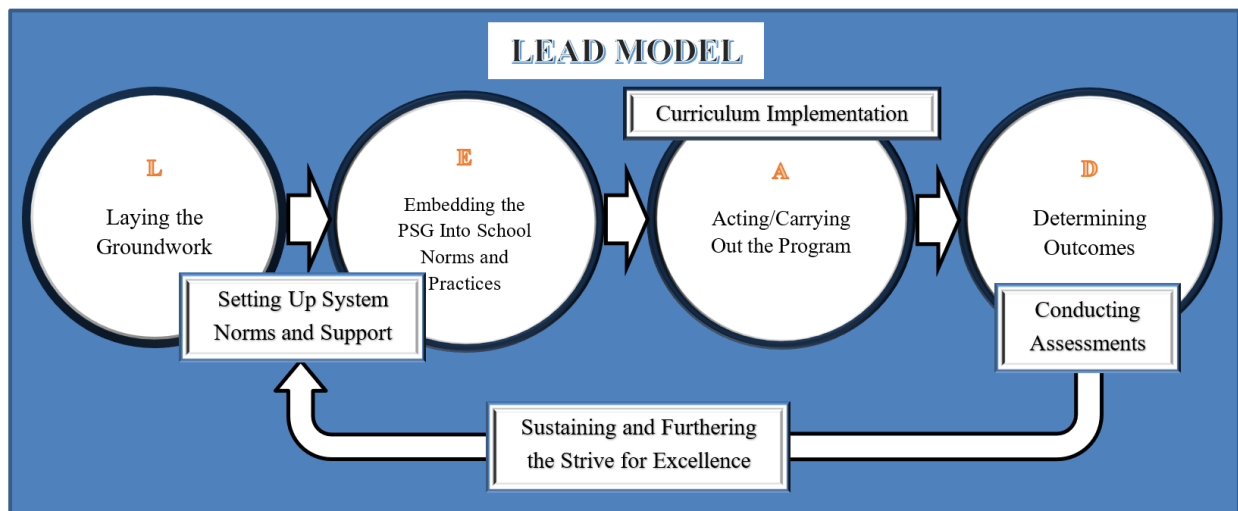 LEAD MODEL
L
Laying the
Groundwork
Setting Up System
Norms and Support
E
Embedding the
PSG Into School
Norms and
Practices
Curriculum Implementation
A
Acting/Carrying
Out the Program
D
Determining
Outcomes
Conducting
Assessments
Sustaining and Furthering
the Strive for Excellence